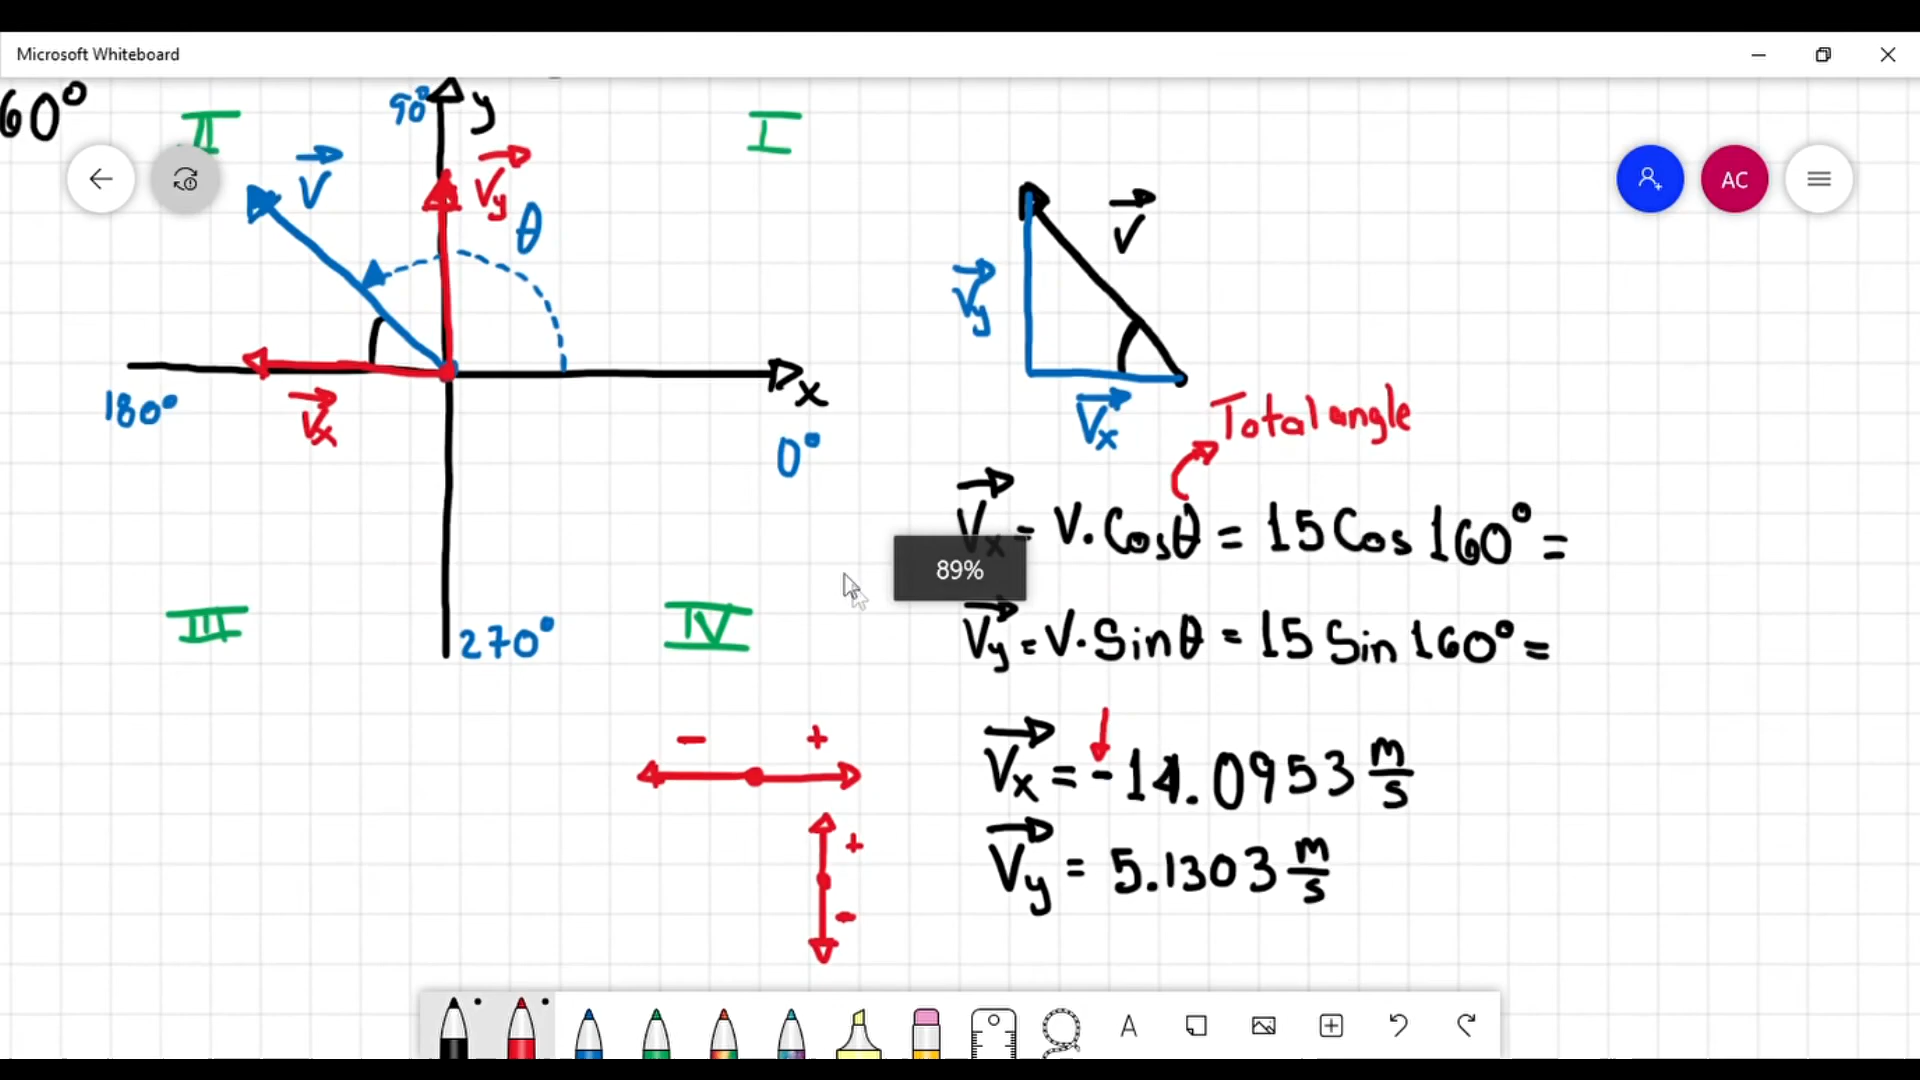 Microsoft Whiteboard
60°
II
90°
y
I
V
Vy
θ
AC
V
Vy
x
180°
Vx
0°
Vx
Total angle
Vx = V.Cosθ = 15 Cos 160° =
89%
Vy = V.Sinθ = 15 Sin 160° =
III
270°
IV
- +
Vx = -14.0953 m/s
+
Vy = 5.1303 m/s
-
A